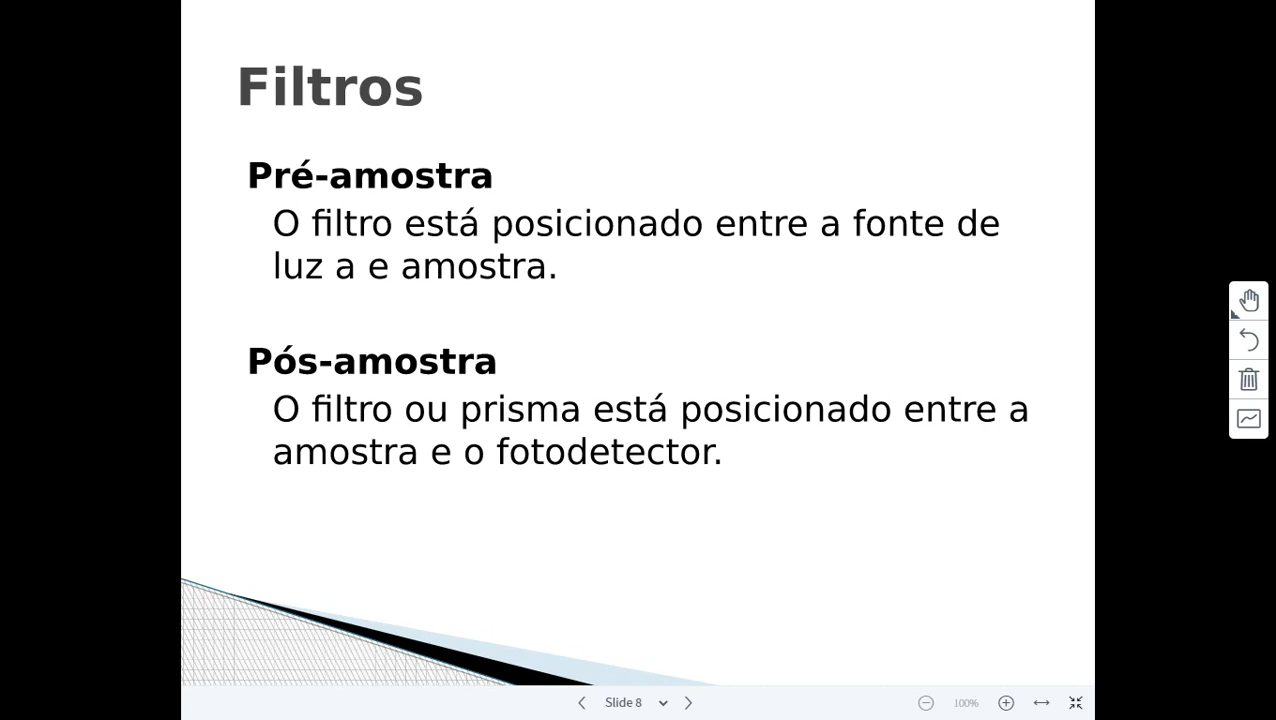 Filtros
Pré-amostra
O filtro está posicionado entre a fonte de
luz a e amostra.
Pós-amostra
O filtro ou prisma está posicionado entre a
amostra e o fotodetector.
Slide 8
100%